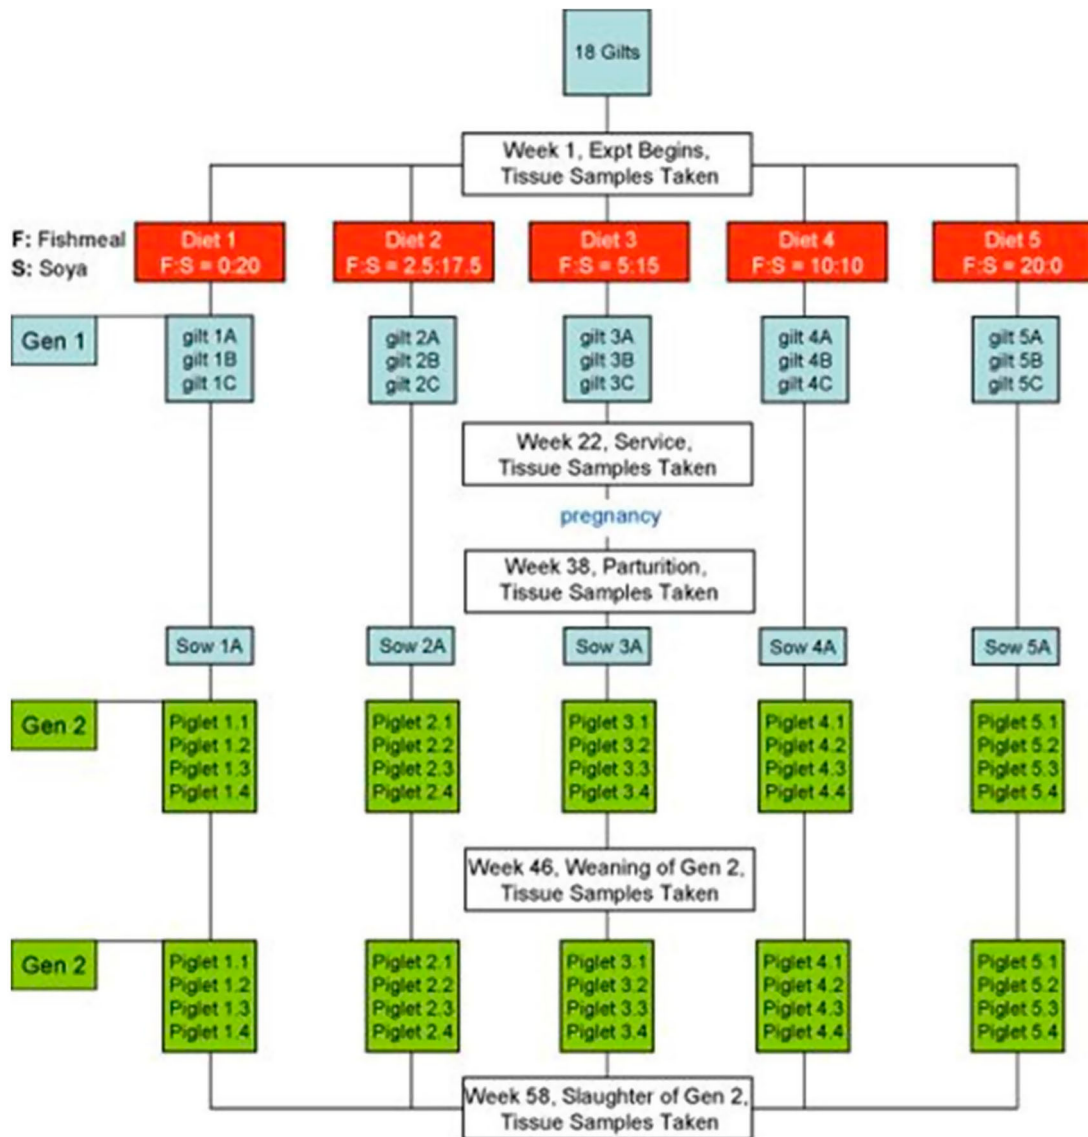 18 Gilts
Week 1, Expt Begins,
Tissue Samples Taken
F: Fishmeal
S: Soya
Diet 1
F:S = 0:20
Diet 2
F:S = 2.5:17.5
Diet 3
F:S = 5:15
Diet 4
F:S = 10:10
Diet 5
F:S = 20:0
Gen 1
gilt 1A
gilt 1B
gilt 1C
gilt 2A
gilt 2B
gilt 2C
gilt 3A
gilt 3B
gilt 3C
gilt 4A
gilt 4B
gilt 4C
gilt 5A
gilt 5B
gilt 5C
Week 22, Service,
Tissue Samples Taken
pregnancy
Week 38, Parturition,
Tissue Samples Taken
Sow 1A
Sow 2A
Sow 3A
Sow 4A
Sow 5A
Gen 2
Piglet 1.1
Piglet 1.2
Piglet 1.3
Piglet 1.4
Piglet 2.1
Piglet 2.2
Piglet 2.3
Piglet 2.4
Piglet 3.1
Piglet 3.2
Piglet 3.3
Piglet 3.4
Piglet 4.1
Piglet 4.2
Piglet 4.3
Piglet 4.4
Piglet 5.1
Piglet 5.2
Piglet 5.3
Piglet 5.4
Week 46, Weaning of Gen 2,
Tissue Samples Taken
Gen 2
Piglet 1.1
Piglet 1.2
Piglet 1.3
Piglet 1.4
Piglet 2.1
Piglet 2.2
Piglet 2.3
Piglet 2.4
Piglet 3.1
Piglet 3.2
Piglet 3.3
Piglet 3.4
Piglet 4.1
Piglet 4.2
Piglet 4.3
Piglet 4.4
Piglet 5.1
Piglet 5.2
Piglet 5.3
Piglet 5.4
Week 58, Slaughter of Gen 2,
Tissue Samples Taken